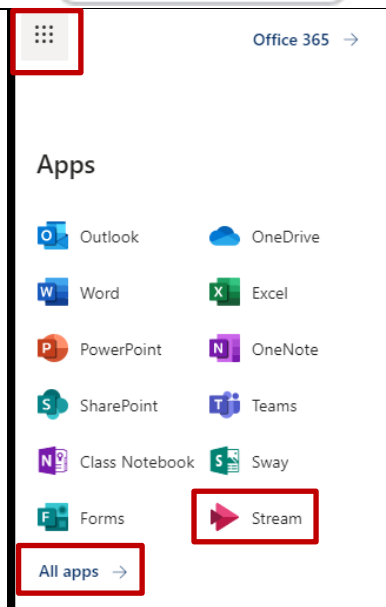 Office 365 →
Apps
Outlook OneDrive
Word Excel
PowerPoint OneNote
SharePoint Teams
Class Notebook Sway
Forms Stream
All apps →